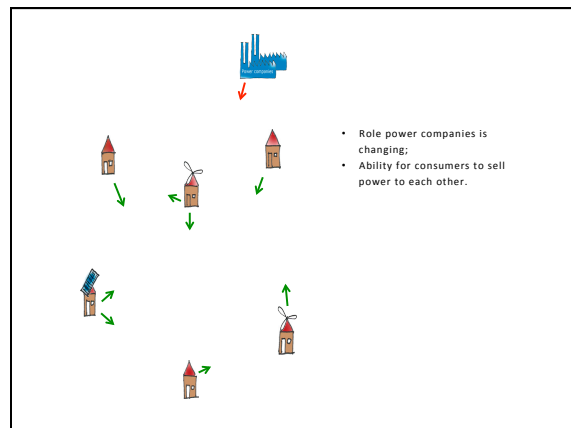 Power companies
• Role power companies is
changing;
• Ability for consumers to sell
power to each other.